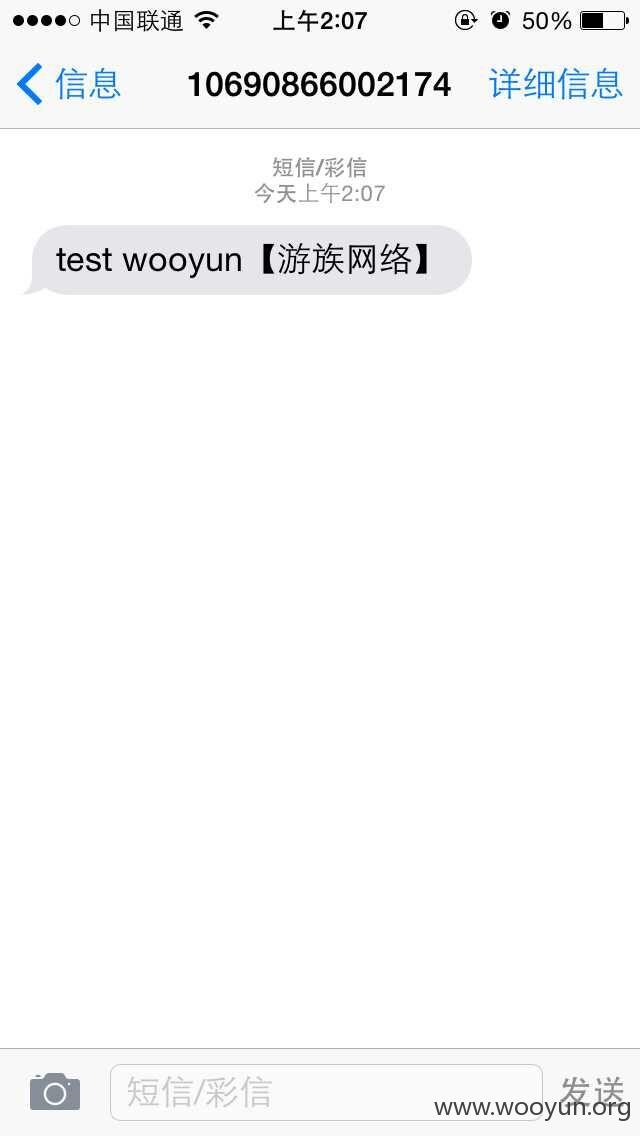 中国联通 上午2:07 50%
信息 10690866002174 详细信息
短信/彩信
今天上午2:07
test wooyun【游族网络】
短信/彩信 发送
www.wooyun.org